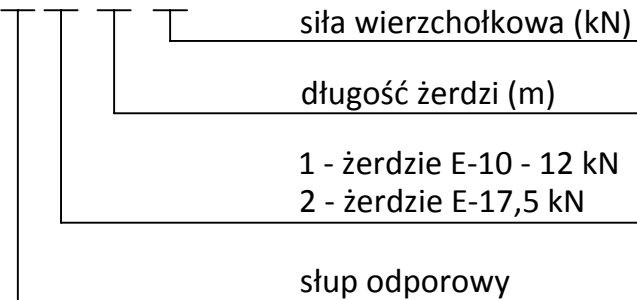 siła wierzchołkowa (kN)
długość żerdzi (m)
1 - żerdzie E-10 - 12 kN
2 - żerdzie E-17,5 kN
słup odporowy